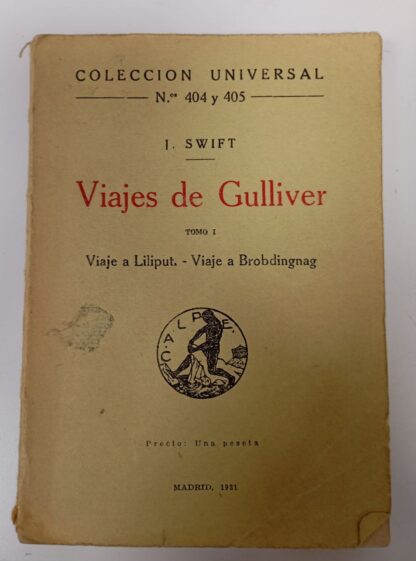 COLECCION UNIVERSAL
N.os 404 y 405
J. SWIFT
Viajes de Gulliver
TOMO I
Viaje a Liliput. - Viaje a Brobdingnag
CALPE
Precio: Una peseta
MADRID, 1921